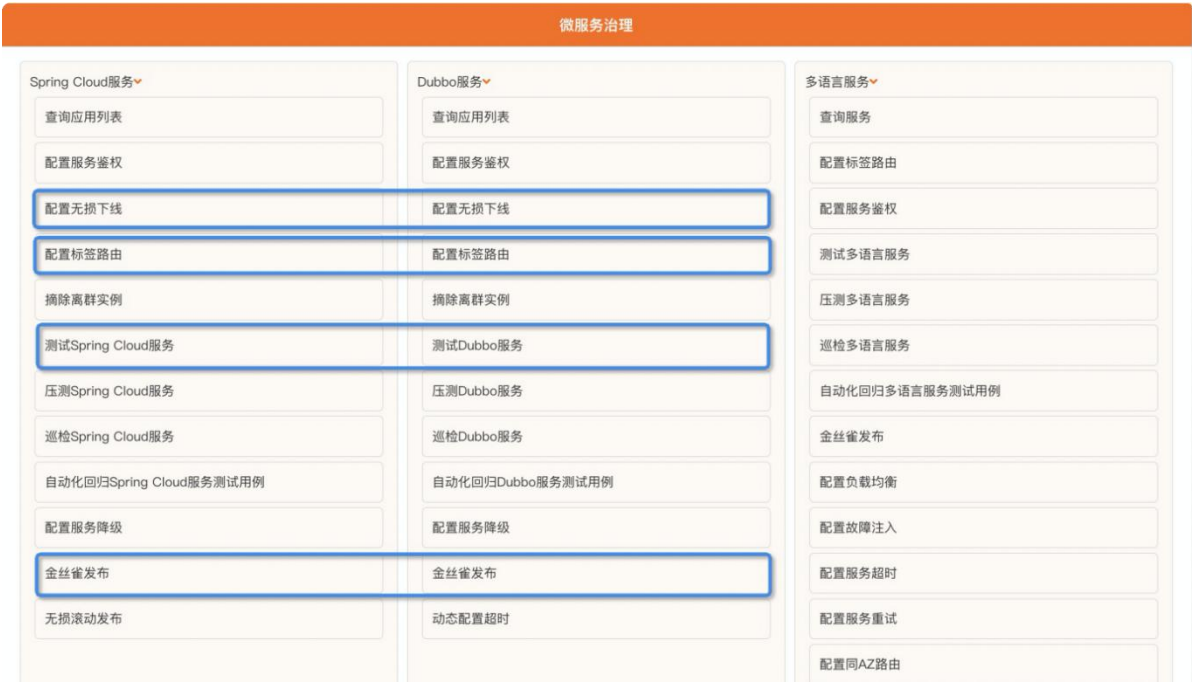 微服务治理
Spring Cloud服务
查询应用列表
配置服务鉴权
配置无损下线
配置标签路由
摘除离群实例
测试Spring Cloud服务
压测Spring Cloud服务
巡检Spring Cloud服务
自动化回归Spring Cloud服务测试用例
配置服务降级
金丝雀发布
无损滚动发布
Dubbo服务
查询应用列表
配置服务鉴权
配置无损下线
配置标签路由
摘除离群实例
测试Dubbo服务
压测Dubbo服务
巡检Dubbo服务
自动化回归Dubbo服务测试用例
配置服务降级
金丝雀发布
动态配置超时
多语言服务
查询服务
配置标签路由
配置服务鉴权
测试多语言服务
压测多语言服务
巡检多语言服务
自动化回归多语言服务测试用例
金丝雀发布
配置负载均衡
配置故障注入
配置服务超时
配置服务重试
配置同AZ路由